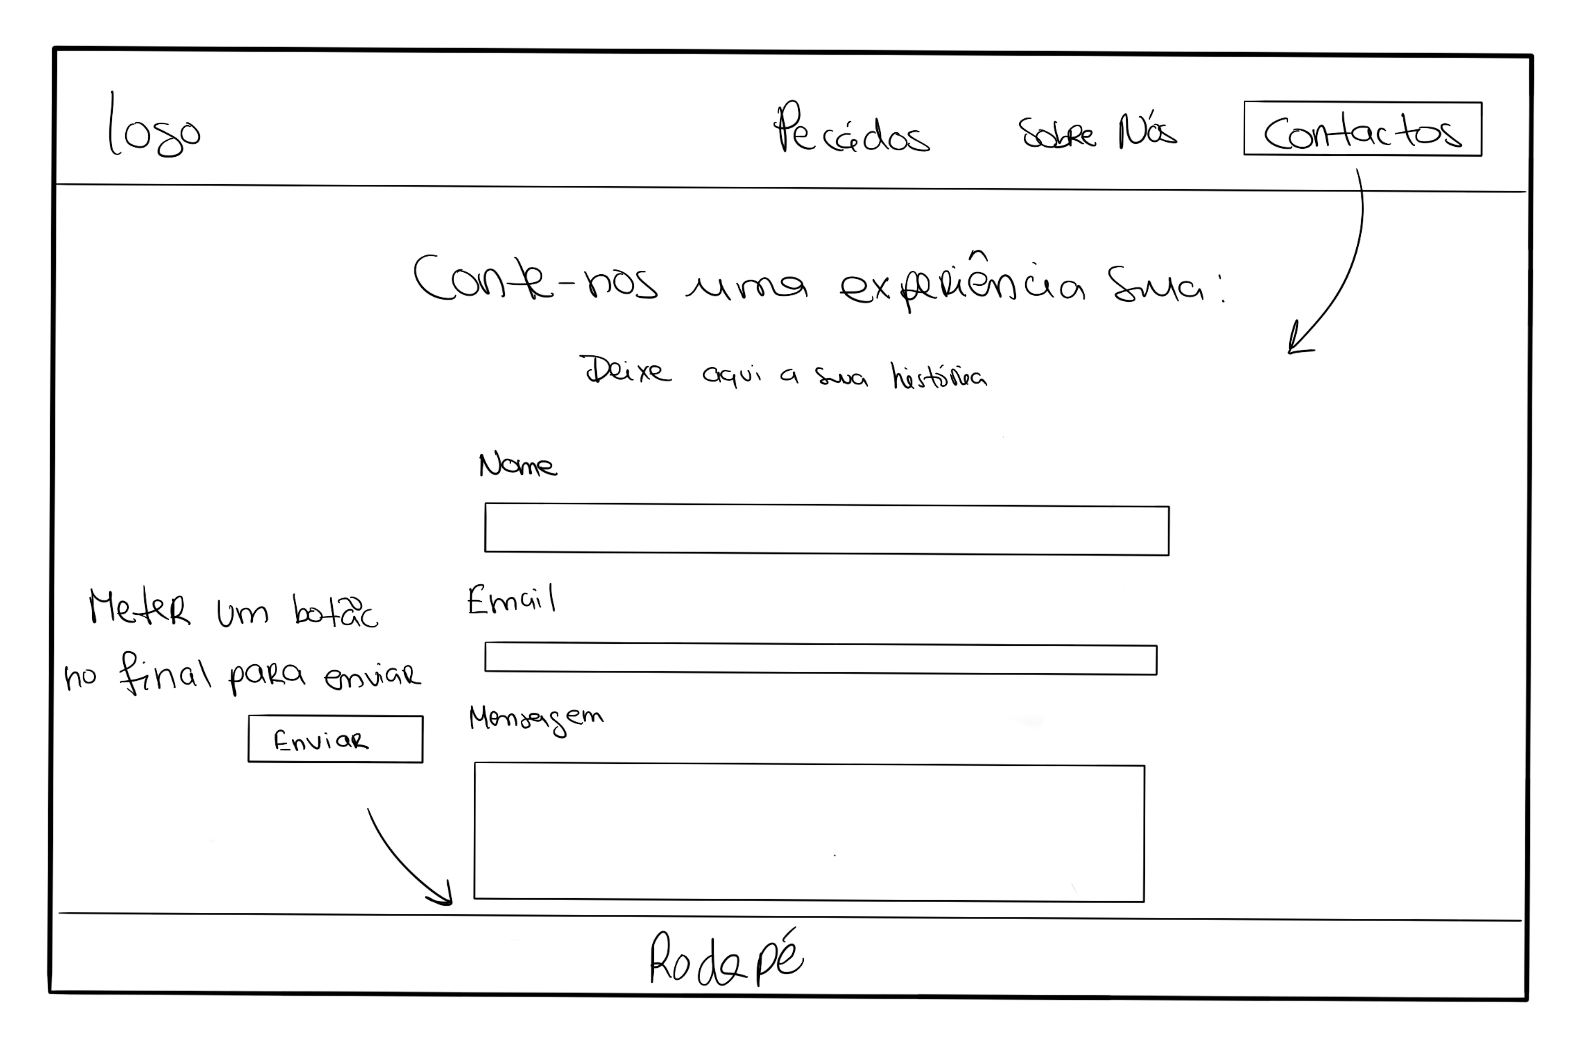 logo
Pecádos
Sobre Nós
Contactos
Conte-nos uma experiência Sua:
Deixe aqui a sua história
Nome
Email
Meter um botão
no final para enviar
Enviar
Mensagem
Rodapé